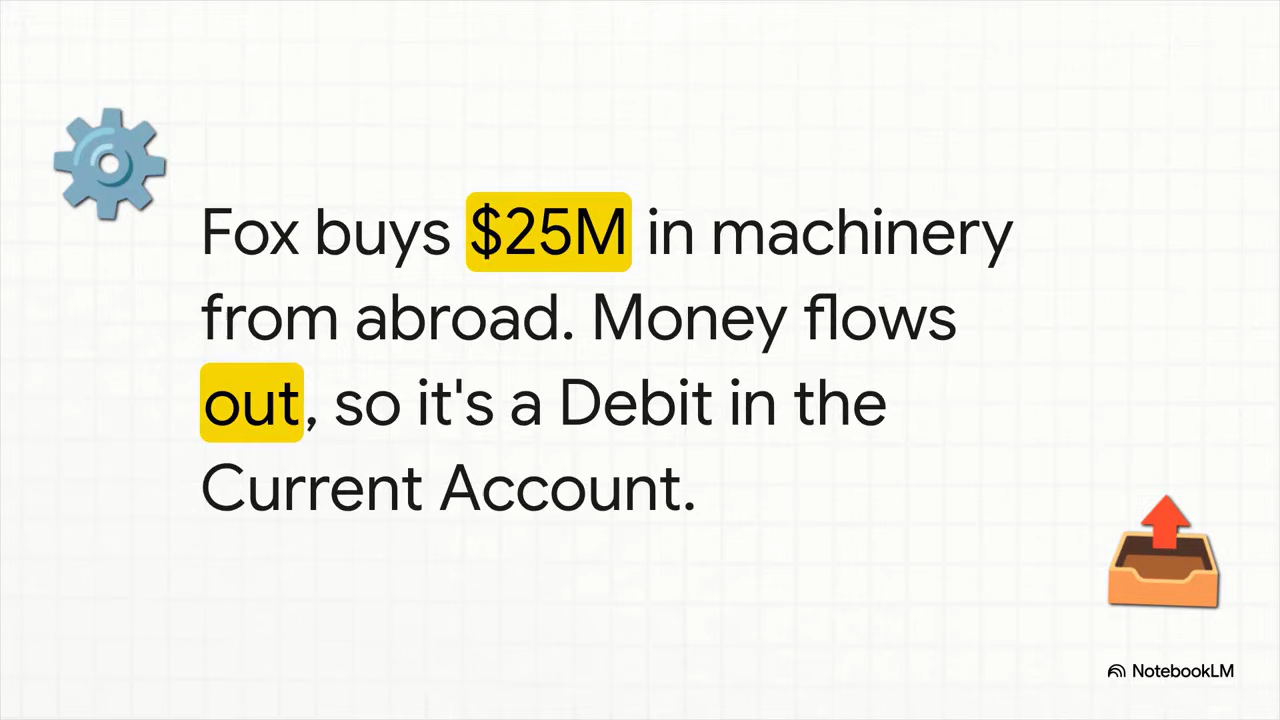 Fox buys $25M in machinery
from abroad. Money flows
out, so it's a Debit in the
Current Account.
NotebookLM